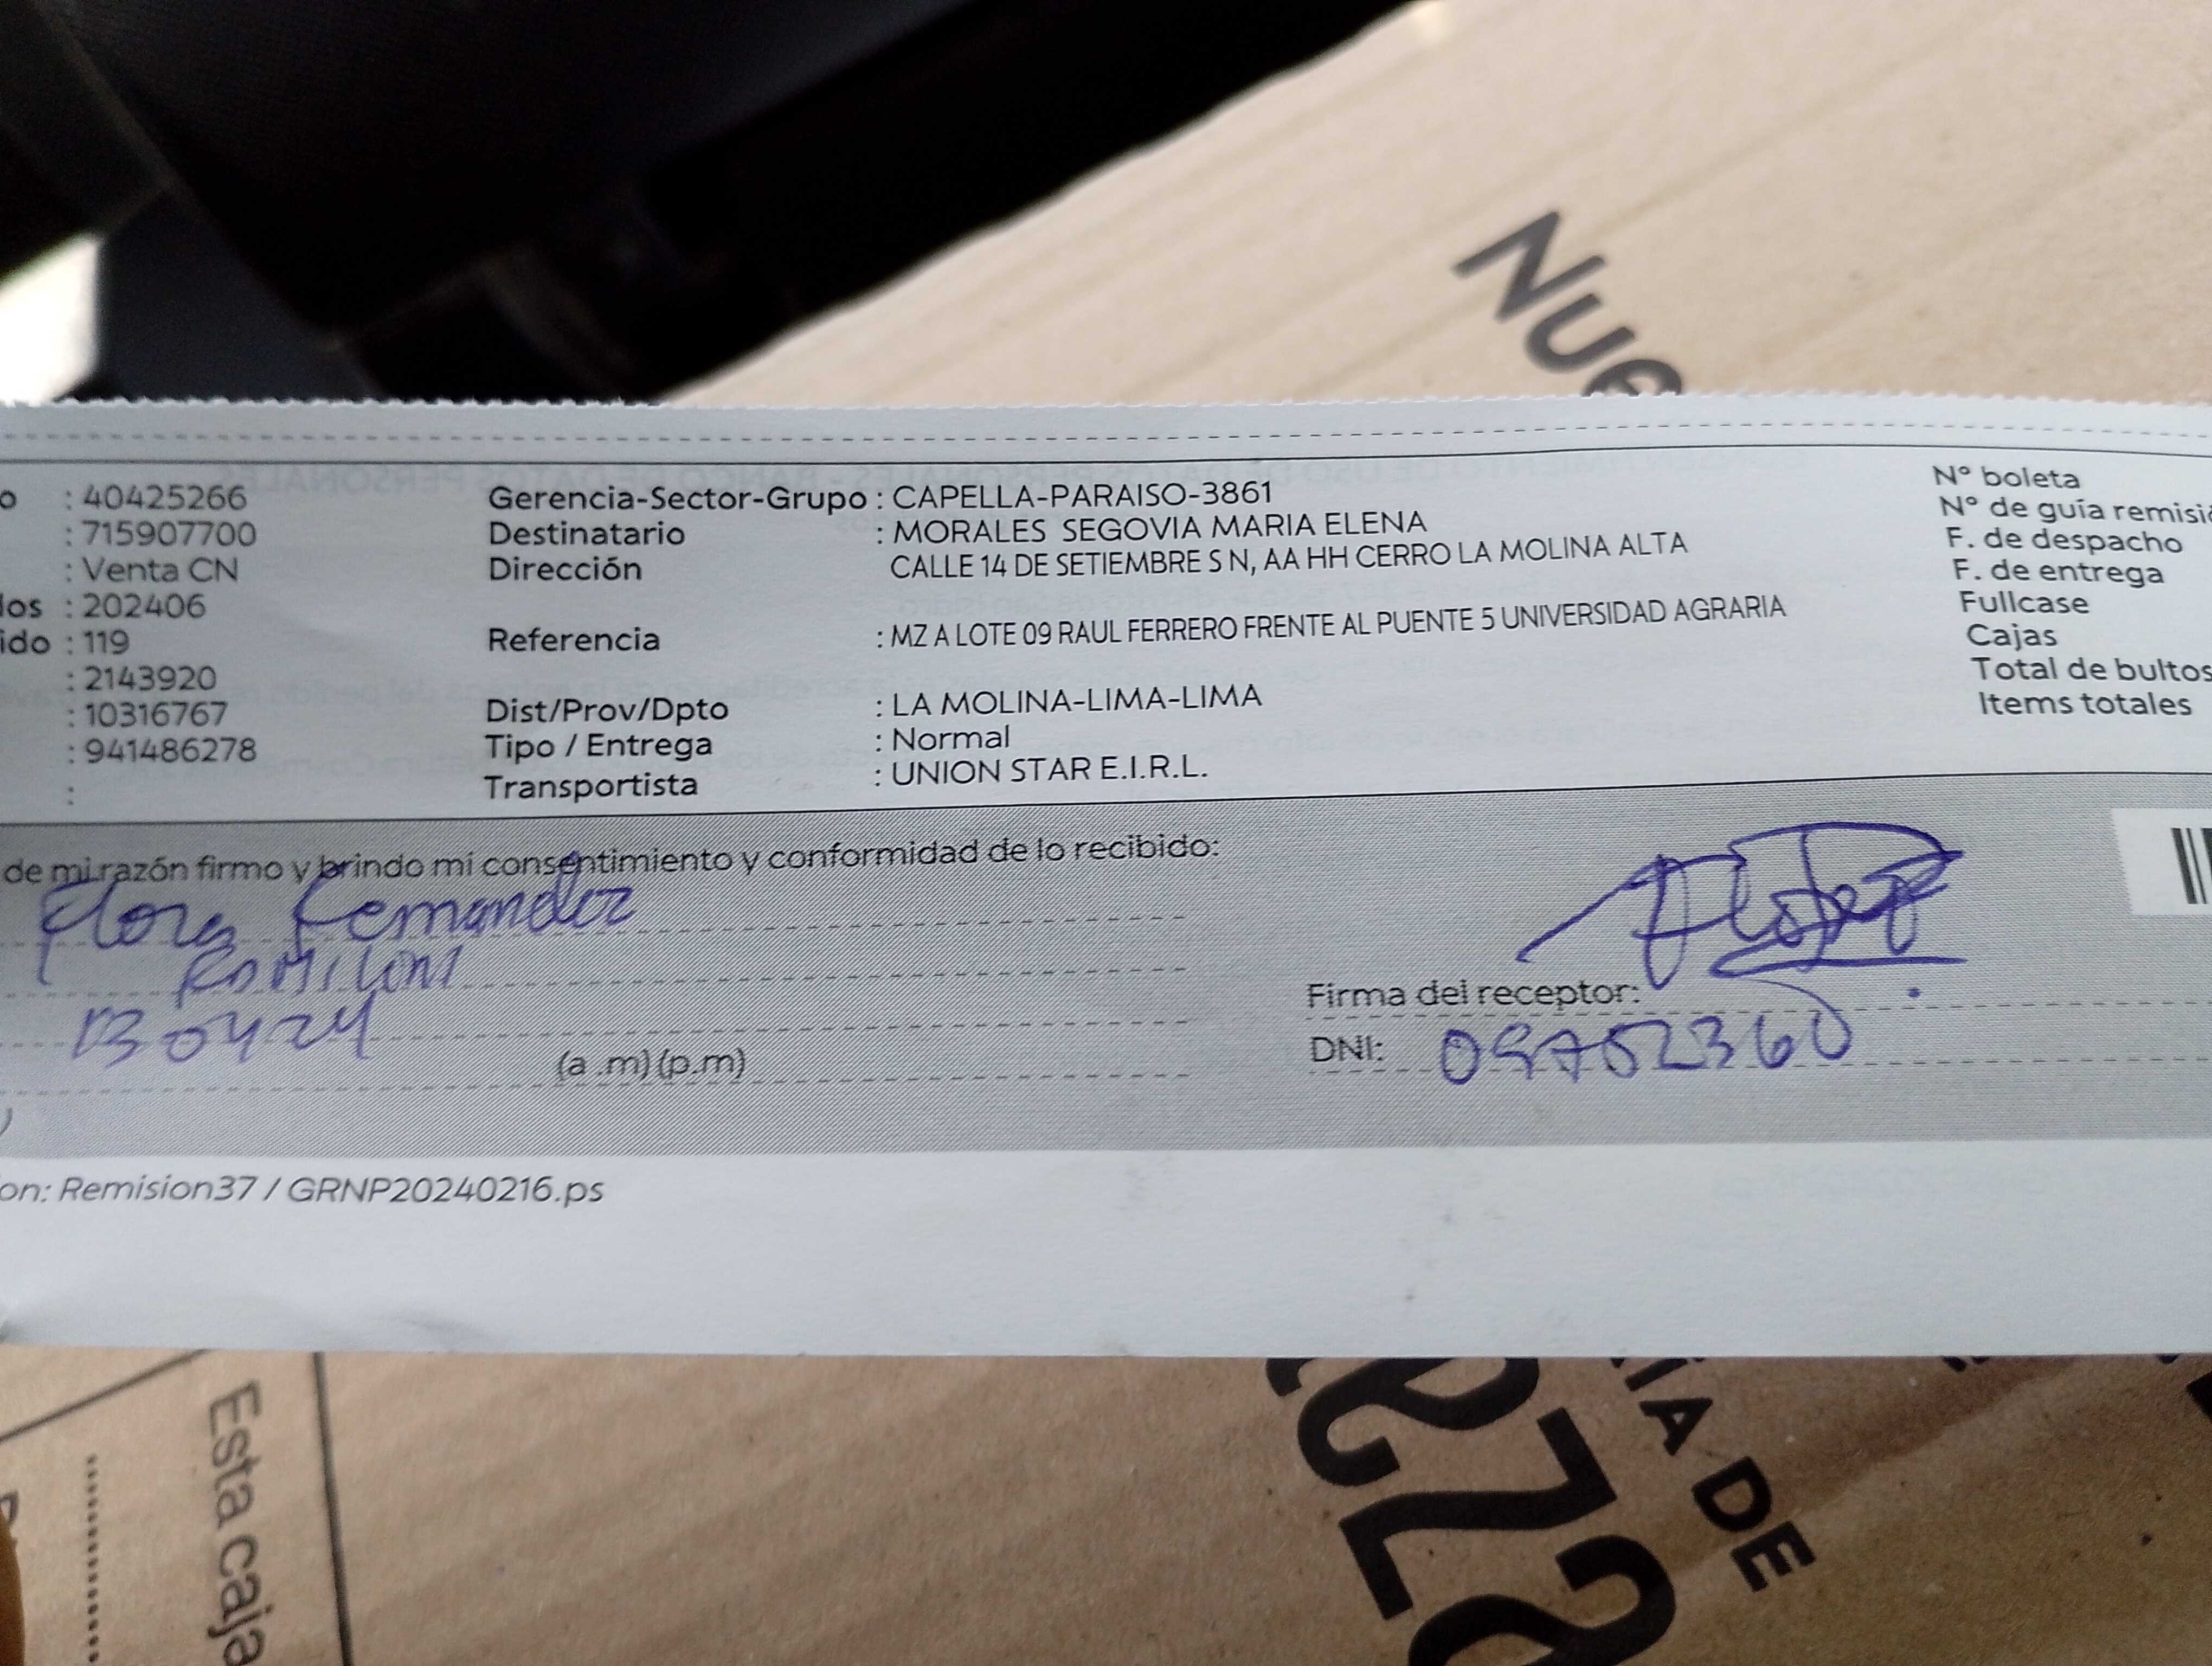 Nue
o : 40425266
: 715907700
: Venta CN
los : 202406
ido : 119
: 2143920
: 10316767
: 941486278
:
Gerencia-Sector-Grupo : CAPELLA-PARAISO-3861
Destinatario : MORALES SEGOVIA MARIA ELENA
Dirección CALLE 14 DE SETIEMBRE S N, AA HH CERRO LA MOLINA ALTA
Referencia : MZ A LOTE 09 RAUL FERRERO FRENTE AL PUENTE 5 UNIVERSIDAD AGRARIA
Dist/Prov/Dpto : LA MOLINA-LIMA-LIMA
Tipo / Entrega : Normal
Transportista : UNION STAR E.I.R.L.
N° boleta
N° de guía remisió
F. de despacho
F. de entrega
Fullcase
Cajas
Total de bultos
Items totales
de mi razón firmo y brindo mi consentimiento y conformidad de lo recibido:
Flora Fernandez
130424
(a .m) (p.m)
Firma del receptor:
DNI: 09752360
on: Remision37 / GRNP20240216.ps
Esta caja
ÍA DE
eza